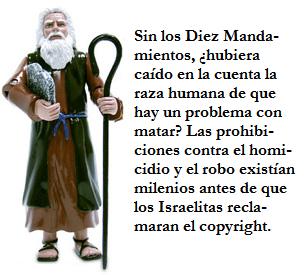 Sin los Diez Manda-
mientos, ¿hubiera
caído en la cuenta la
raza humana de que
hay un problema con
matar? Las prohibi-
ciones contra el homi-
cidio y el robo existían
milenios antes de que
los Israelitas recla-
maran el copyright.